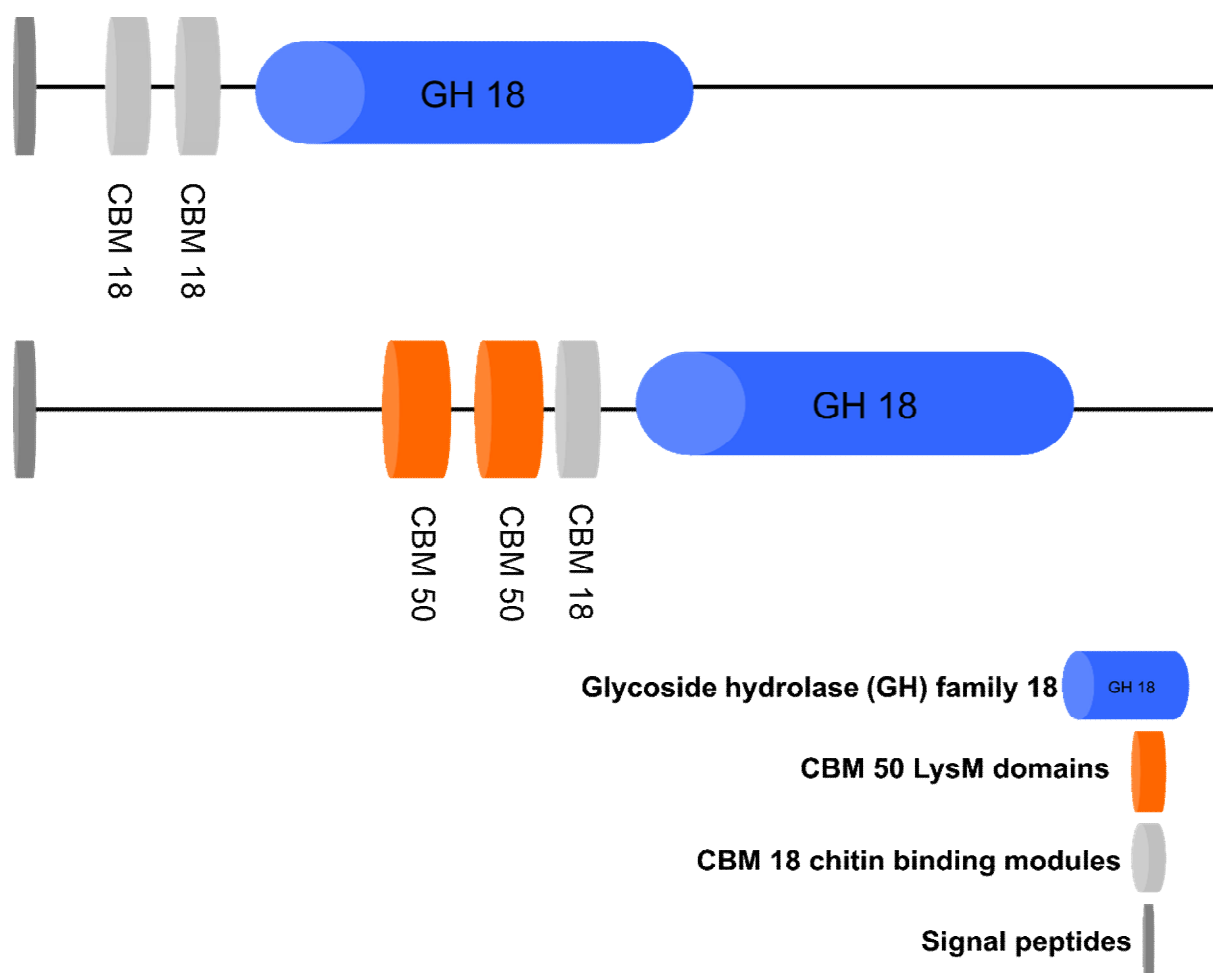 GH 18
CBM 18
CBM 18
GH 18
CBM 50
CBM 50
CBM 18
Glycoside hydrolase (GH) family 18
GH 18
CBM 50 LysM domains
CBM 18 chitin binding modules
Signal peptides